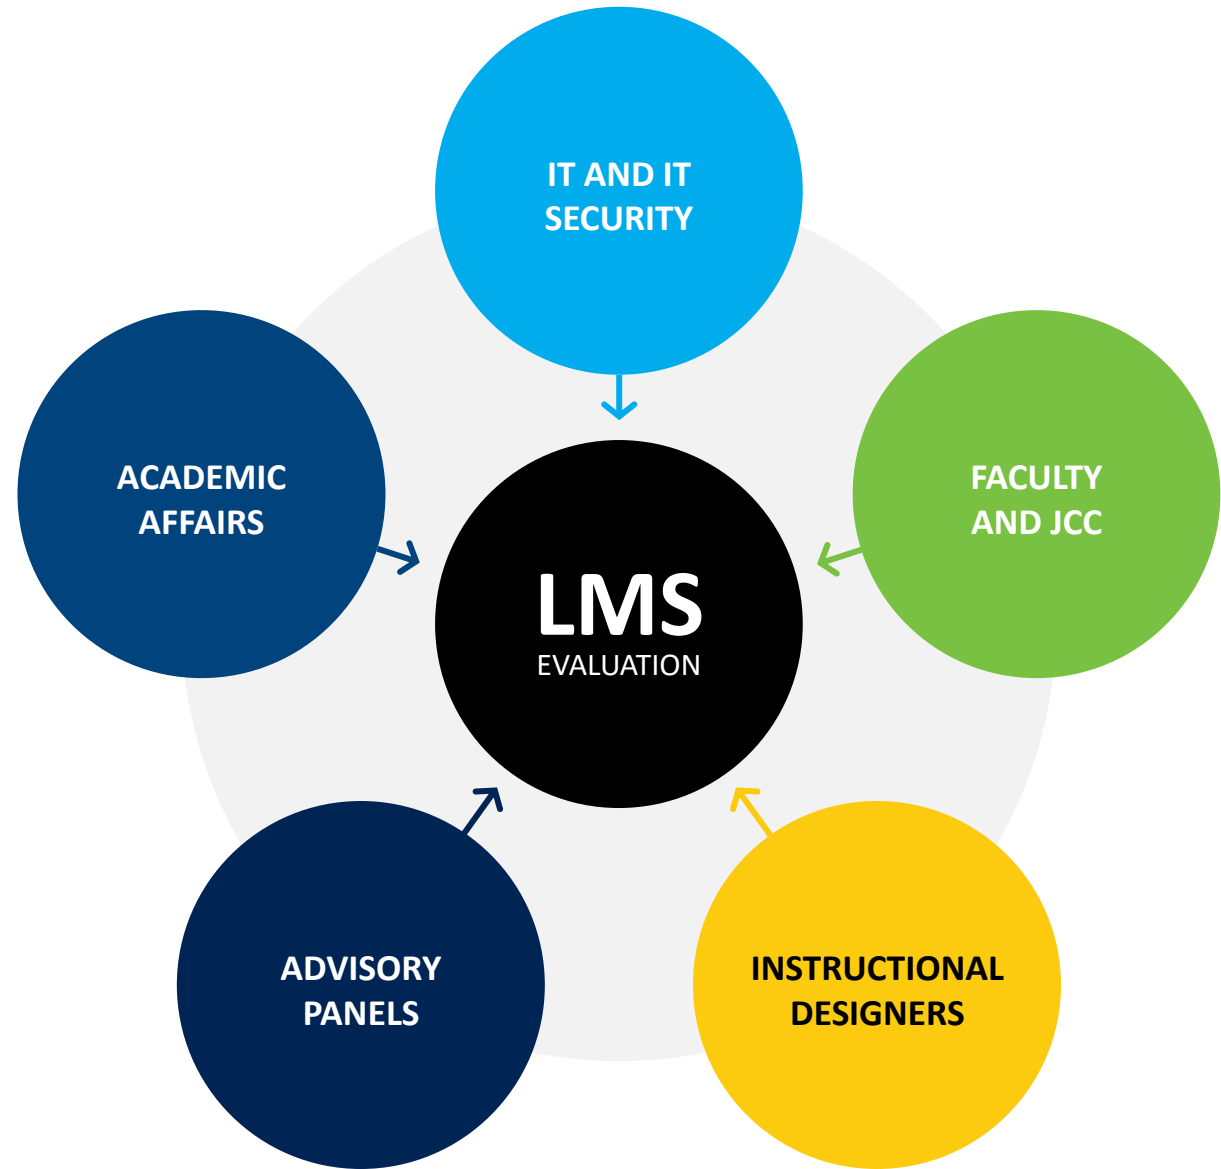 IT AND IT
SECURITY
ACADEMIC
AFFAIRS
FACULTY
AND JCC
LMS
EVALUATION
ADVISORY
PANELS
INSTRUCTIONAL
DESIGNERS